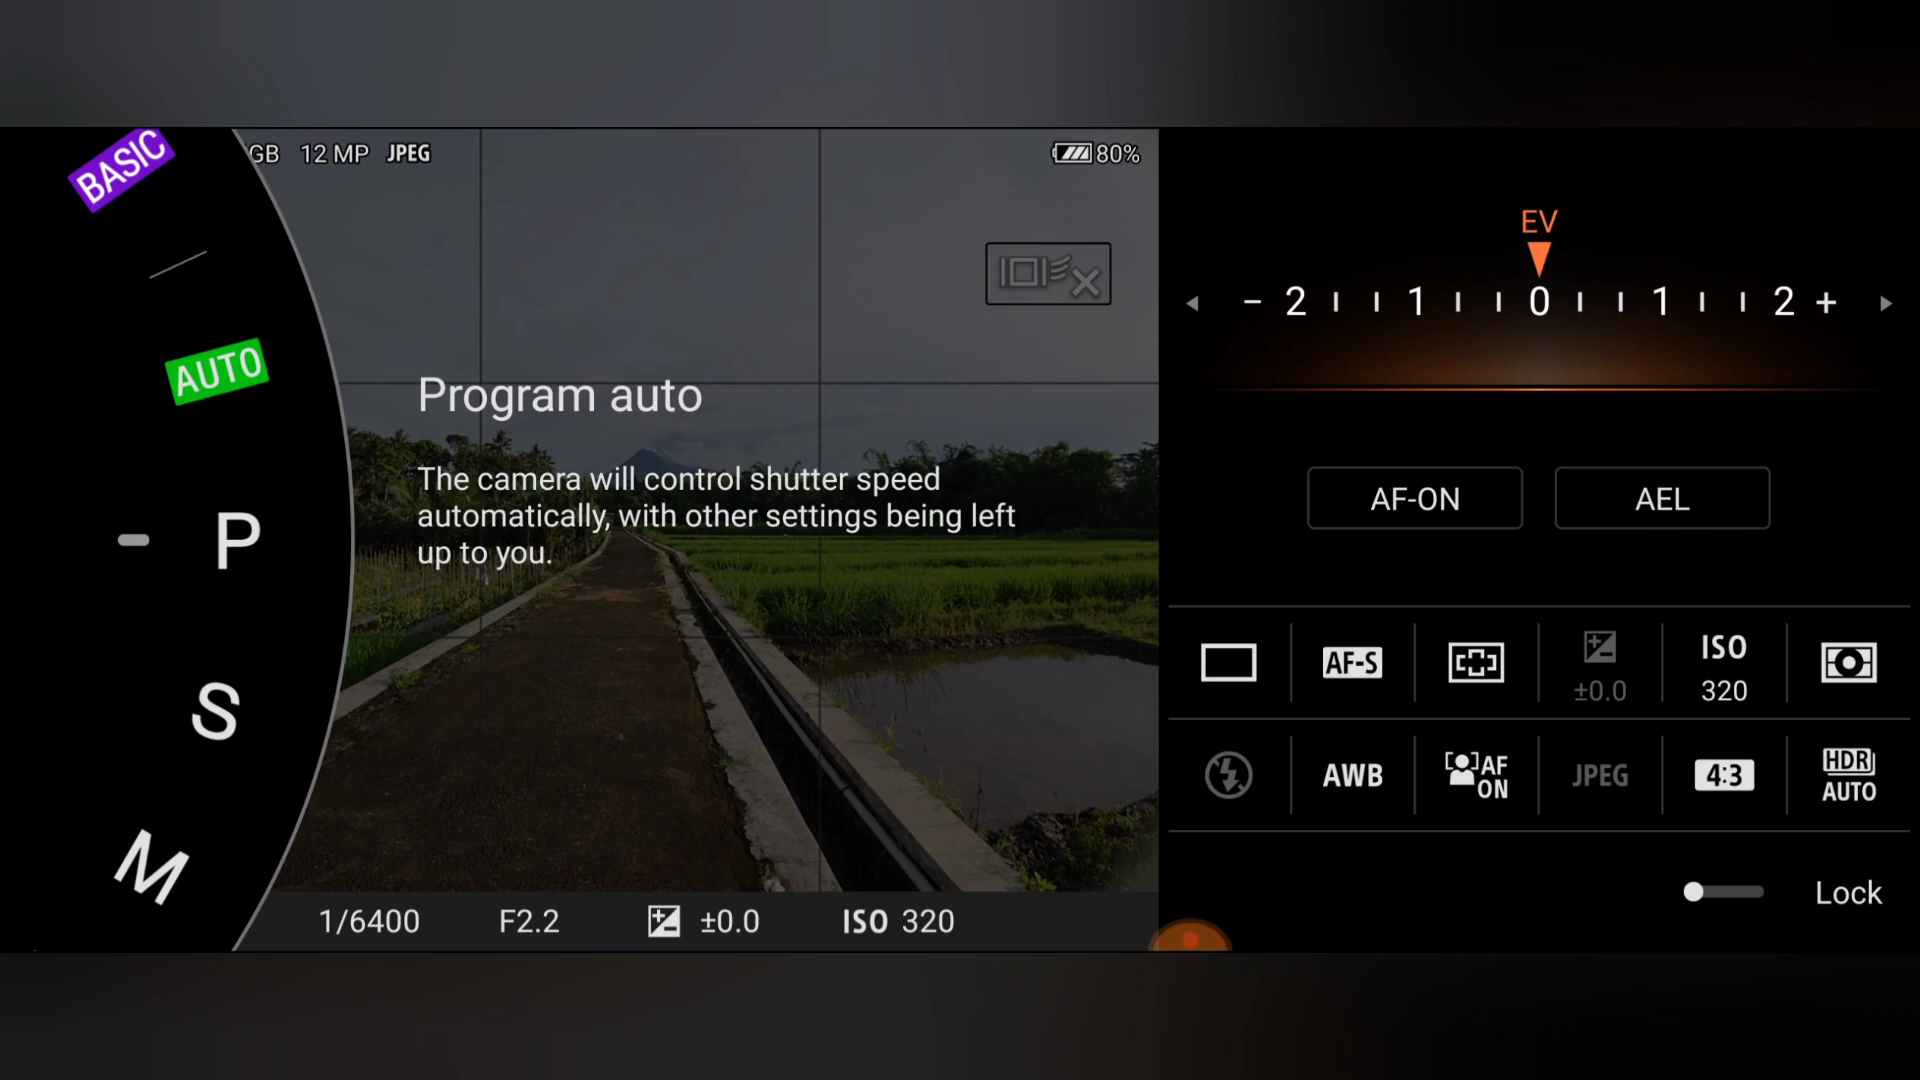 BASIC
AUTO
P
S
M
GB 12 MP JPEG
80%
Program auto
The camera will control shutter speed
automatically, with other settings being left
up to you.
1/6400 F2.2 ±0.0 ISO 320
EV
− 2 1 0 1 2 +
AF-ON AEL
AF-S ±0.0 ISO 320
AWB AF ON JPEG 4:3 HDR AUTO
Lock